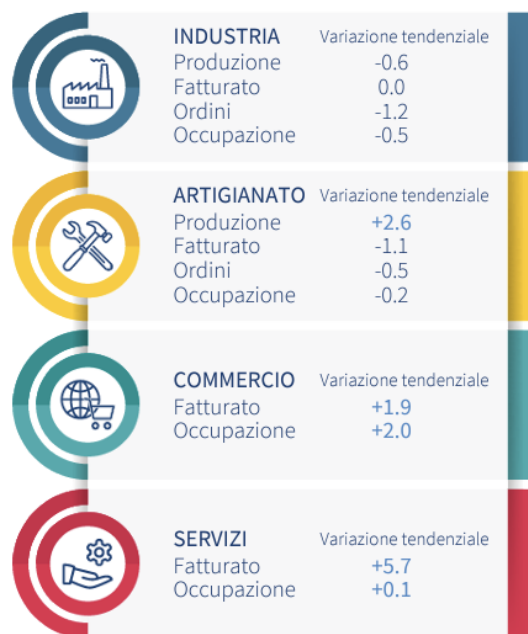 INDUSTRIA Variazione tendenziale
Produzione -0.6
Fatturato 0.0
Ordini -1.2
Occupazione -0.5
ARTIGIANATO Variazione tendenziale
Produzione +2.6
Fatturato -1.1
Ordini -0.5
Occupazione -0.2
COMMERCIO Variazione tendenziale
Fatturato +1.9
Occupazione +2.0
SERVIZI Variazione tendenziale
Fatturato +5.7
Occupazione +0.1